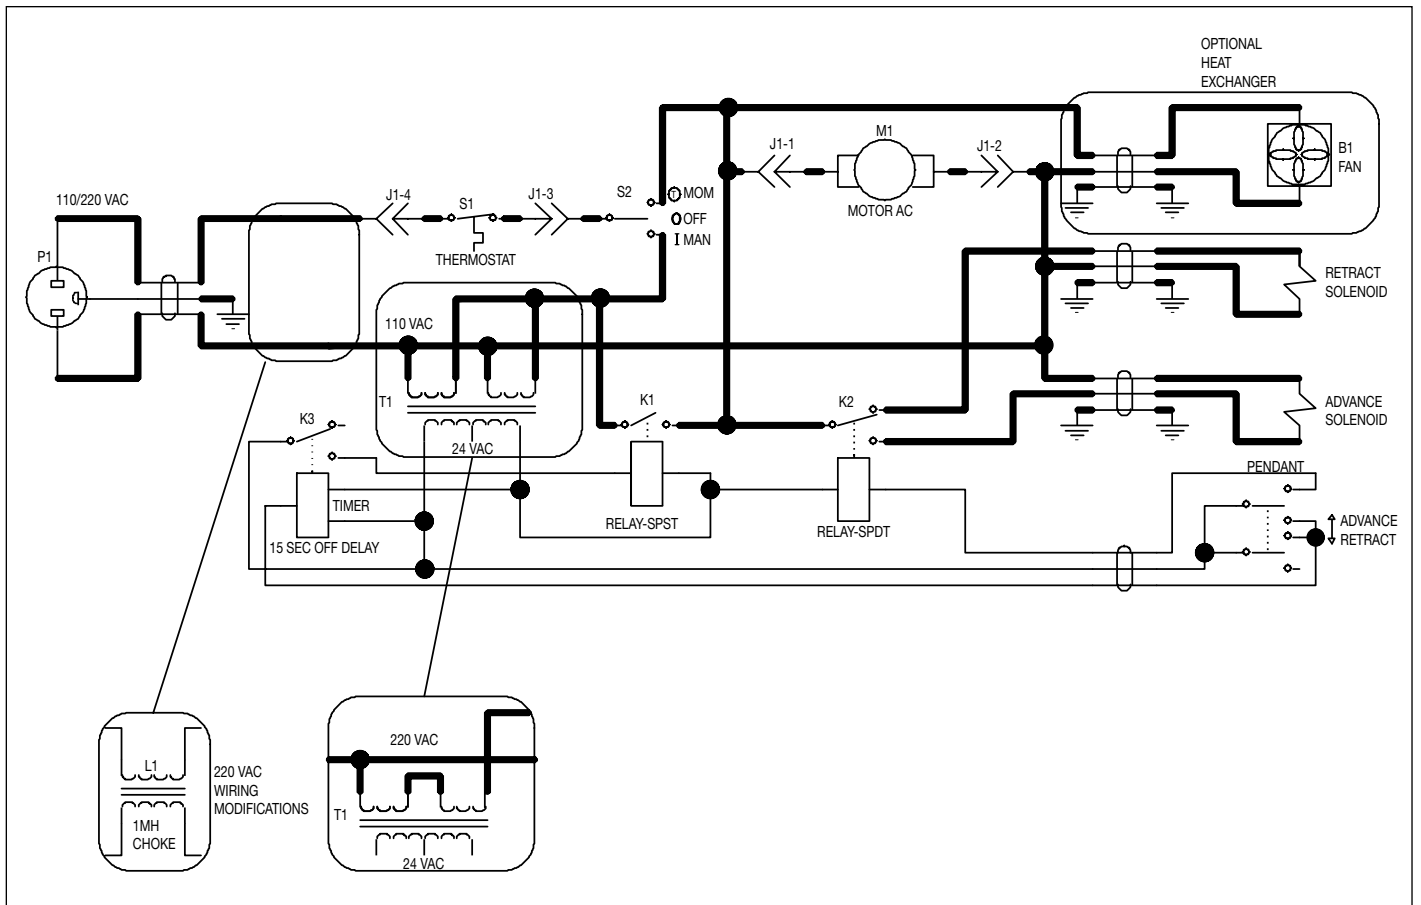 OPTIONAL
HEAT
EXCHANGER
M1
J1-1
J1-2
B1
FAN
MOTOR AC
110/220 VAC
J1-4
S1
J1-3
S2
T MOM
O OFF
I MAN
THERMOSTAT
P1
RETRACT
SOLENOID
110 VAC
T1
K3
K1
K2
ADVANCE
SOLENOID
24 VAC
PENDANT
TIMER
RELAY-SPST
RELAY-SPDT
ADVANCE
RETRACT
15 SEC OFF DELAY
L1
1MH
CHOKE
220 VAC
WIRING
MODIFICATIONS
220 VAC
T1
24 VAC